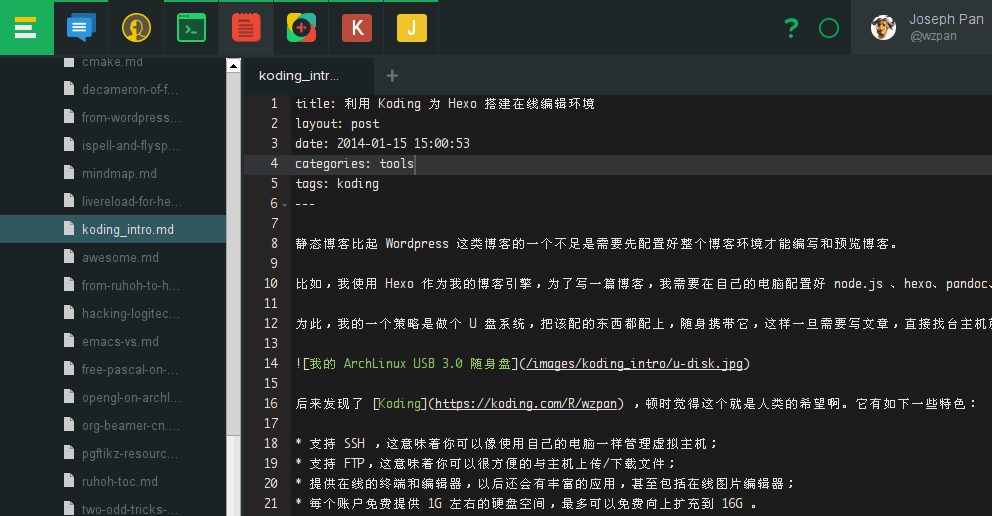 K
J
?
Joseph Pan
@wzpan
cmake.md
decameron-of-f...
from-wordpress...
ispell-and-flysp...
mindmap.md
livereload-for-he...
koding_intro.md
awesome.md
from-ruhoh-to-h...
hacking-logitec...
emacs-vs.md
free-pascal-on-...
opengl-on-archl...
org-beamer-cn....
pgftikz-resourc...
ruhoh-toc.md
two-odd-tricks-...
koding_intr...
+
1 title: 利用 Koding 为 Hexo 搭建在线编辑环境
2 layout: post
3 date: 2014-01-15 15:00:53
4 categories: tools
5 tags: koding
6 ---
7
8 静态博客比起 Wordpress 这类博客的一个不足是需要先配置好整个博客环境才能编写和预览博客。
9
10 比如，我使用 Hexo 作为我的博客引擎，为了写一篇博客，我需要在自己的电脑配置好 node.js 、hexo、pandoc、
11
12 为此，我的一个策略是做个 U 盘系统，把该配的东西都配上，随身携带它，这样一旦需要写文章，直接找台主机就
13
14 ![我的 ArchLinux USB 3.0 随身盘](/images/koding_intro/u-disk.jpg)
15
16 后来发现了 [Koding](https://koding.com/R/wzpan) ，顿时觉得这个就是人类的希望啊。它有如下一些特色：
17
18 * 支持 SSH ，这意味着你可以像使用自己的电脑一样管理虚拟主机；
19 * 支持 FTP，这意味着你可以很方便的与主机上传/下载文件；
20 * 提供在线的终端和编辑器，以后还会有丰富的应用，甚至包括在线图片编辑器；
21 * 每个账户免费提供 1G 左右的硬盘空间，最多可以免费向上扩充到 16G 。